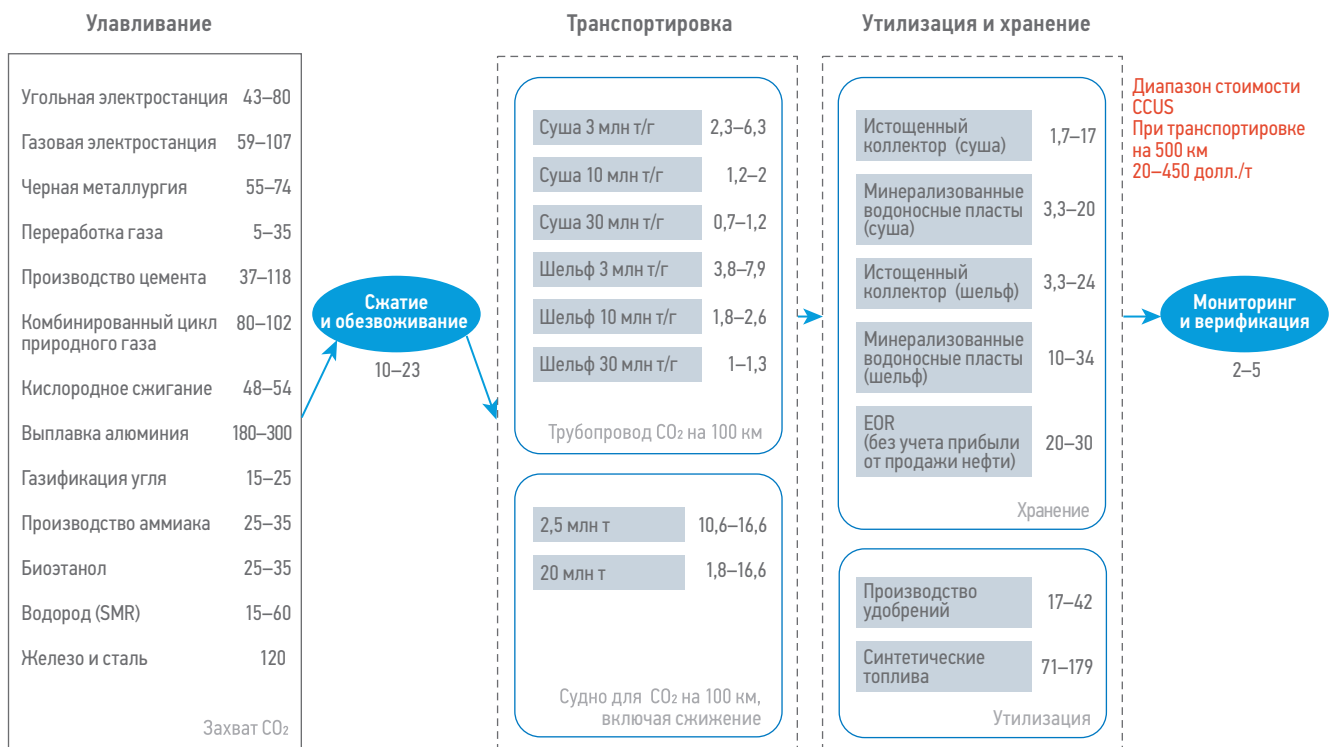 Улавливание
Угольная электростанция 43–80
Газовая электростанция 59–107
Черная металлургия 55–74
Переработка газа 5–35
Производство цемента 37–118
Комбинированный цикл 80–102
природного газа
Кислородное сжигание 48–54
Выплавка алюминия 180–300
Газификация угля 15–25
Производство аммиака 25–35
Биоэтанол 25–35
Водород (SMR) 15–60
Железо и сталь 120
Захват CO₂
Сжатие
и обезвоживание
10–23
Транспортировка
Суша 3 млн т/г 2,3–6,3
Суша 10 млн т/г 1,2–2
Суша 30 млн т/г 0,7–1,2
Шельф 3 млн т/г 3,8–7,9
Шельф 10 млн т/г 1,8–2,6
Шельф 30 млн т/г 1–1,3
Трубопровод CO₂ на 100 км
2,5 млн т 10,6–16,6
20 млн т 1,8–16,6
Судно для CO₂ на 100 км,
включая сжижение
Утилизация и хранение
Истощенный
коллектор (суша) 1,7–17
Минерализованные
водоносные пласты 3,3–20
(суша)
Истощенный
коллектор (шельф) 3,3–24
Минерализованные
водоносные пласты 10–34
(шельф)
EOR
(без учета прибыли 20–30
от продажи нефти)
Хранение
Производство
удобрений 17–42
Синтетические
топлива 71–179
Утилизация
Диапазон стоимости
CCUS
При транспортировке
на 500 км
20–450 долл./т
Мониторинг
и верификация
2–5